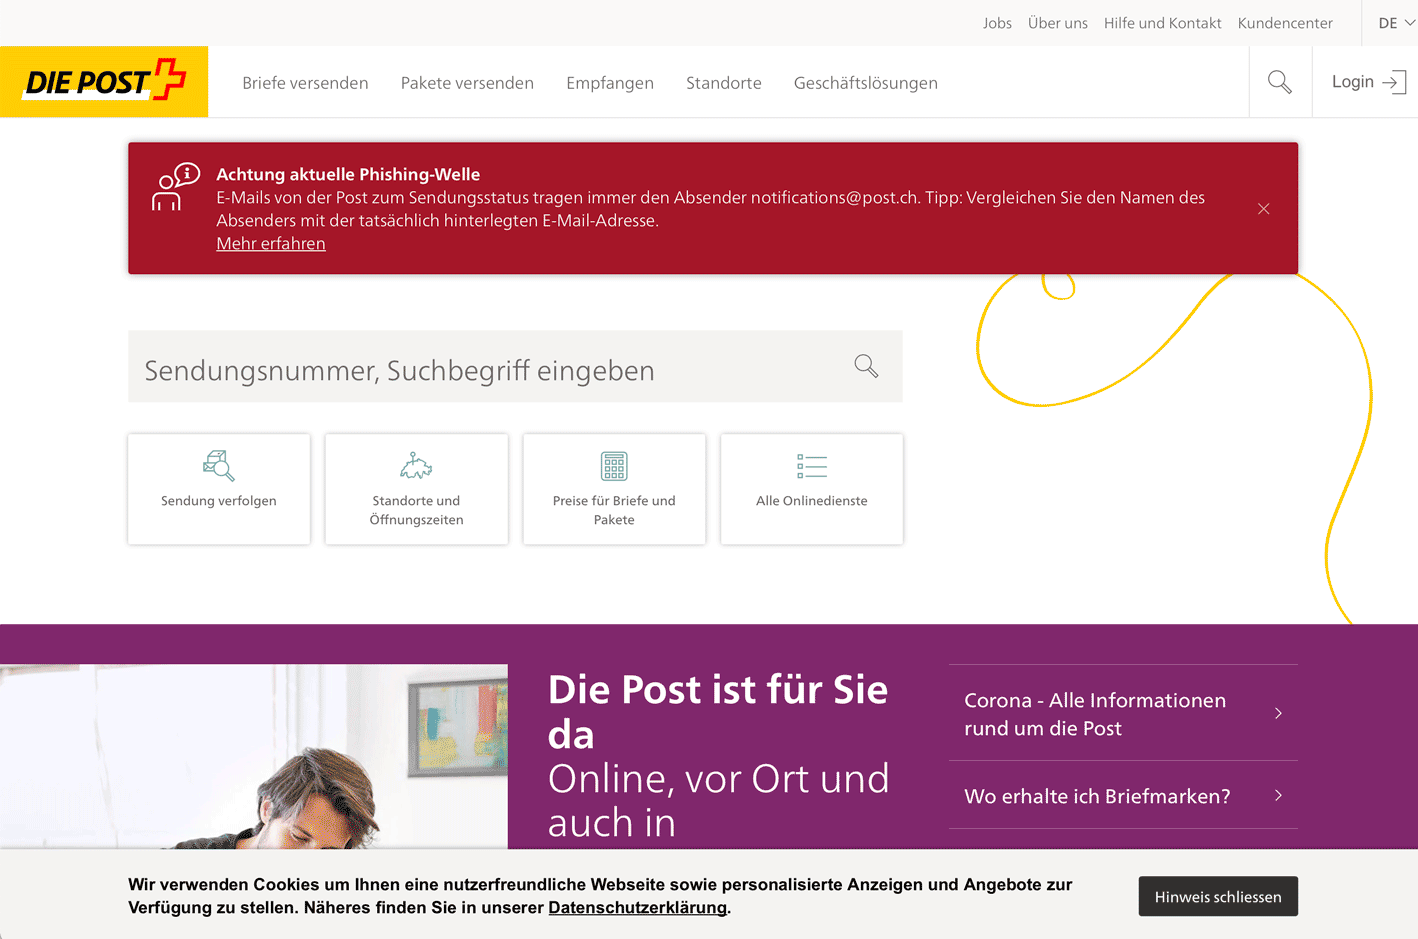 Jobs Über uns Hilfe und Kontakt Kundencenter DE
DIE POST
Briefe versenden Pakete versenden Empfangen Standorte Geschäftslösungen
Login
Achtung aktuelle Phishing-Welle
E-Mails von der Post zum Sendungsstatus tragen immer den Absender notifications@post.ch. Tipp: Vergleichen Sie den Namen des
Absenders mit der tatsächlich hinterlegten E-Mail-Adresse.
Mehr erfahren
Sendungsnummer, Suchbegriff eingeben
Sendung verfolgen
Standorte und
Öffnungszeiten
Preise für Briefe und
Pakete
Alle Onlinedienste
Die Post ist für Sie
da
Online, vor Ort und
auch in
Corona - Alle Informationen
rund um die Post
Wo erhalte ich Briefmarken?
Wir verwenden Cookies um Ihnen eine nutzerfreundliche Webseite sowie personalisierte Anzeigen und Angebote zur
Verfügung zu stellen. Näheres finden Sie in unserer Datenschutzerklärung.
Hinweis schliessen